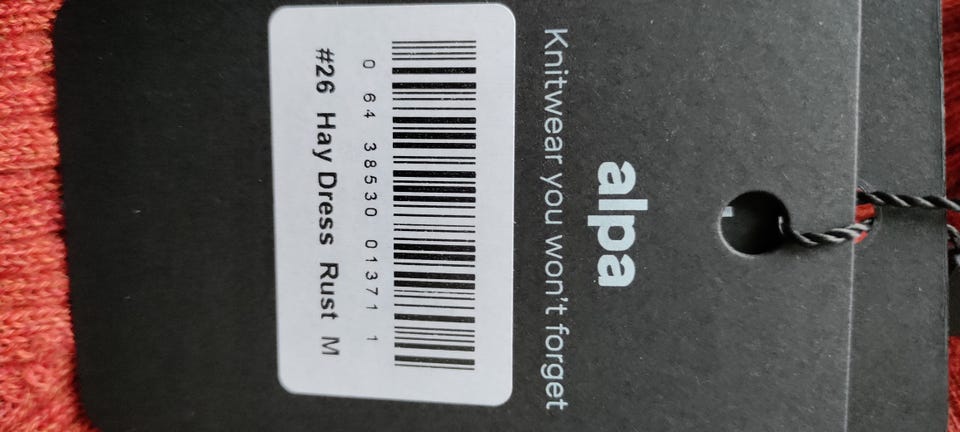 alpa
Knitwear you won't forget
0 64 38530 01371 1
#26 Hay Dress Rust M